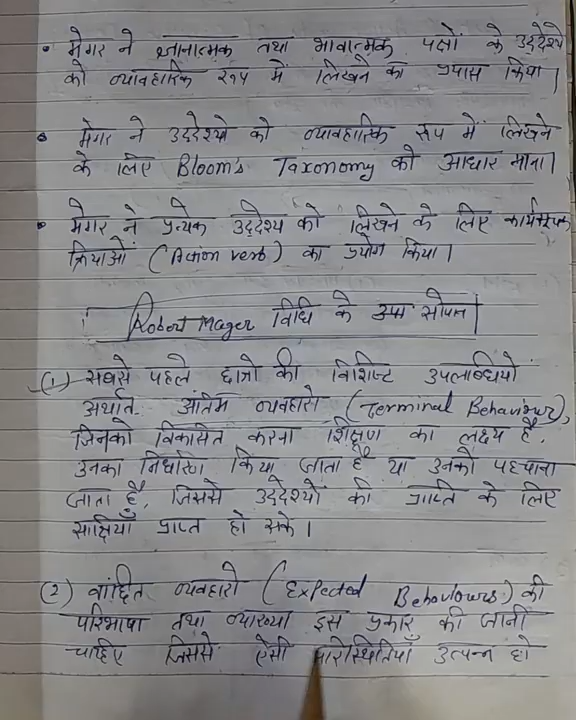 • मेगर ने ज्ञानात्मक तथा भावात्मक पक्षों के उद्देश्यों
को व्यावहारिक रूप में लिखने का प्रयास किया।
• मेगर ने उद्देश्यो को व्यावहारिक रूप में लिखने
के लिए Bloom's Taxonomy को आधार माना।
• मेगर ने प्रत्येक उद्देश्य को लिखने के लिए कार्यपरक
क्रियाओं (Action verb) का प्रयोग किया।
Robert Mager विधि के सोपान
(1) सबसे पहले छात्रो की विशिष्ट उपलब्धियों
अर्थात अंतिम व्यवहारो (Terminal Behaviour),
जिनको विकसित करना शिक्षण का लक्ष्य है,
उनका निर्धारण किया जाता है या उनको पहचाना
जाता है, जिससे उद्देश्यों की प्राप्ति के लिए
साक्षियाँ प्राप्त हो सके।
(2) वांछित व्यवहारो (Expected Behaviours) की
परिभाषा तथा व्याख्या इस प्रकार की जानी
चाहिए जिससे ऐसी परिस्थितियाँ उत्पन्न हो